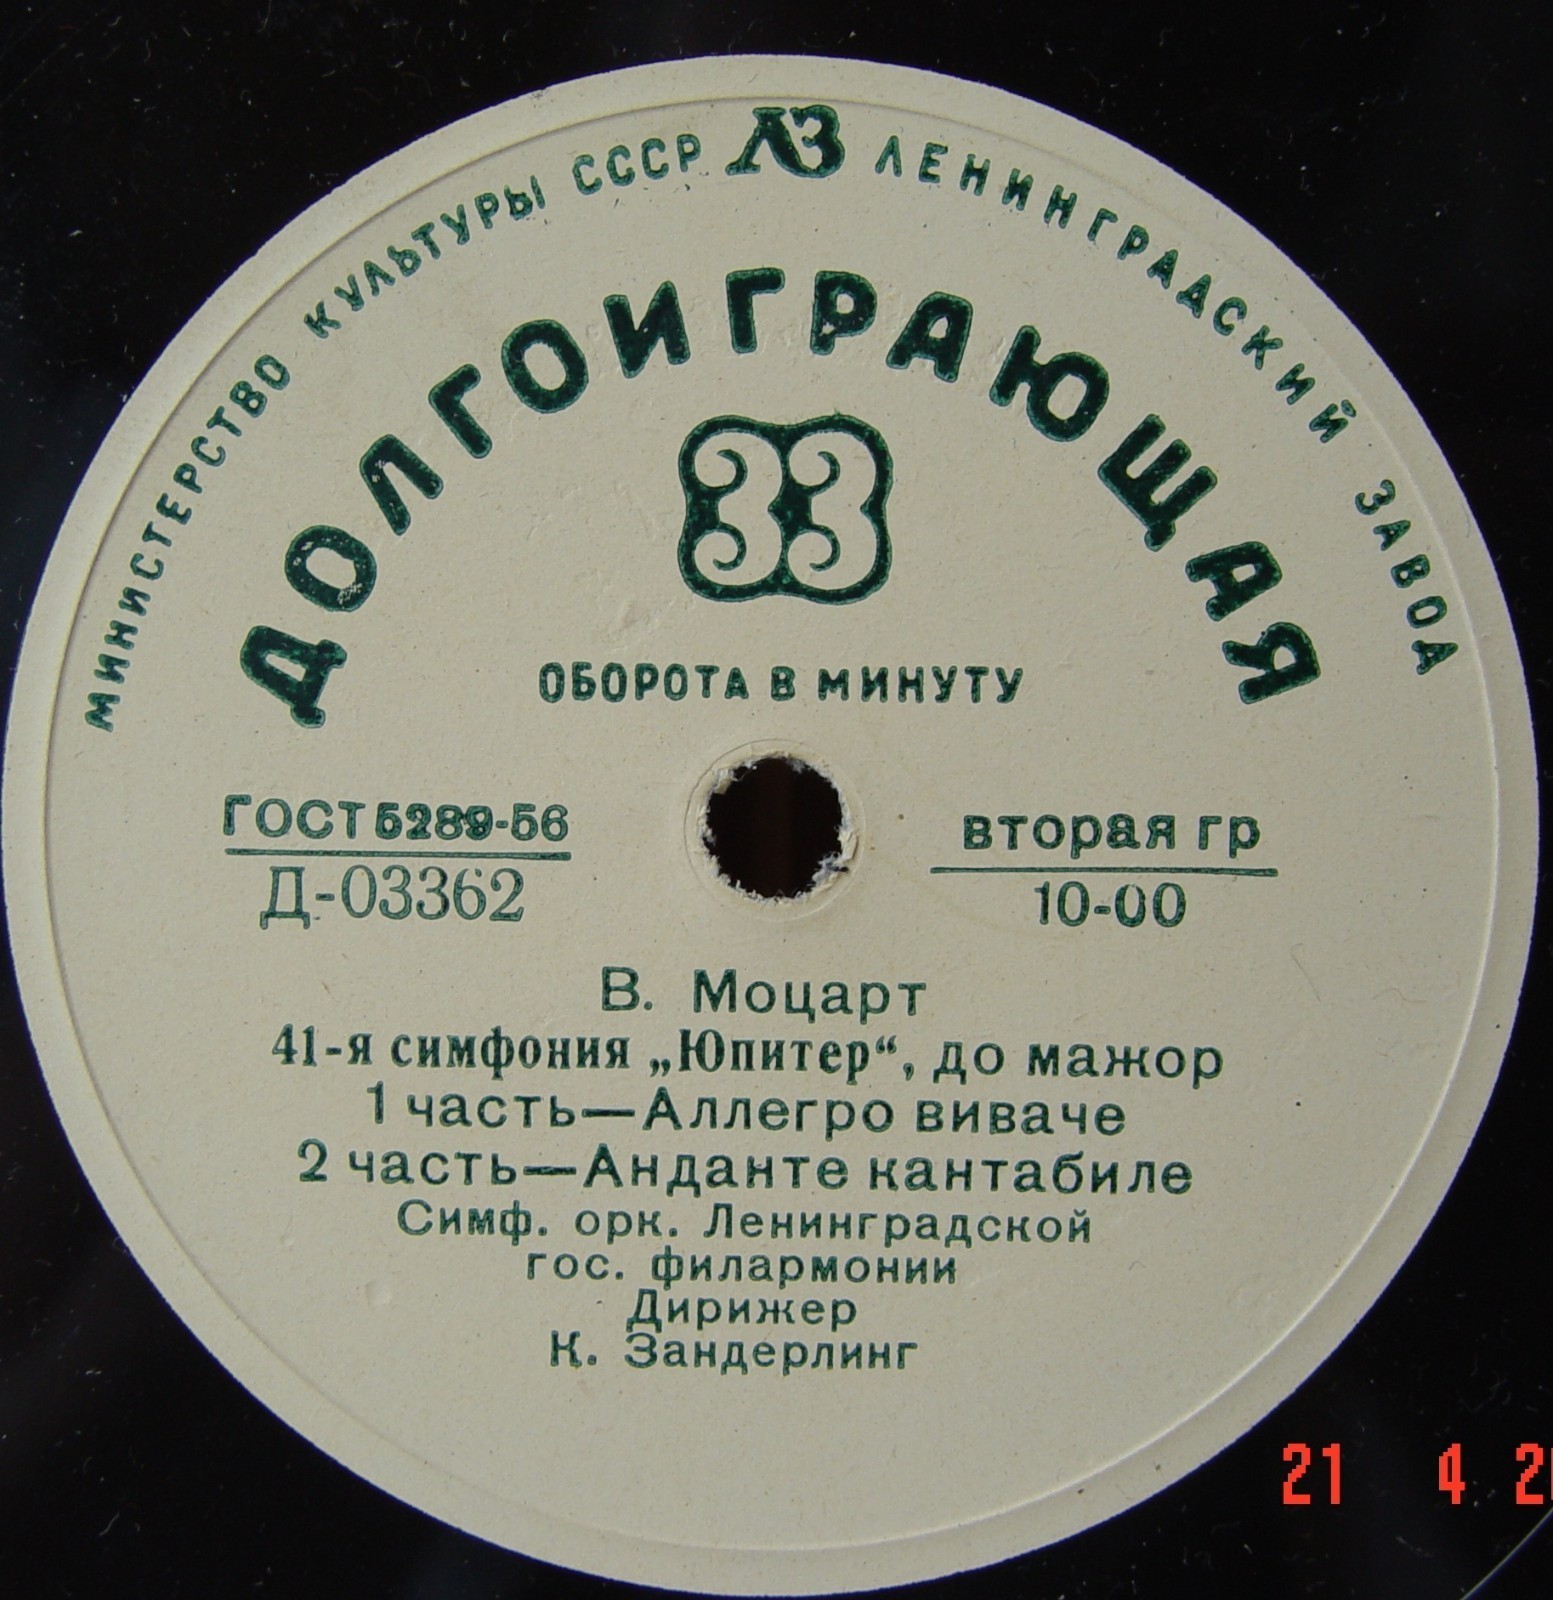 МИНИСТЕРСТВО КУЛЬТУРЫ СССР ЛЗ ЛЕНИНГРАДСКИЙ ЗАВОД
ДОЛГОИГРАЮЩАЯ
33
ОБОРОТА В МИНУТУ
ГОСТ 5289-56
Д-03362
вторая гр
10-00
В. Моцарт
41-я симфония „Юпитер“, до мажор
1 часть—Аллегро виваче
2 часть—Анданте кантабиле
Симф. орк. Ленинградской
гос. филармонии
Дирижер
К. Зандерлинг
21 4